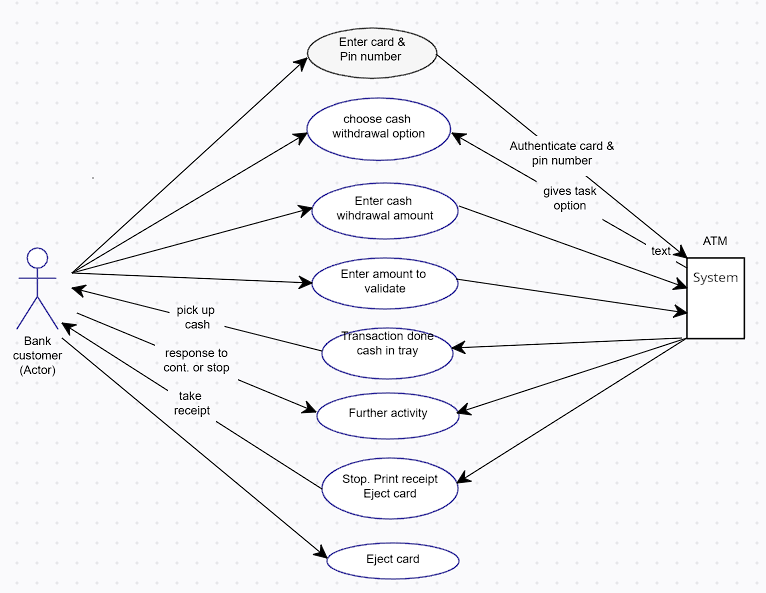 Enter card &
Pin number
choose cash
withdrawal option
Authenticate card &
pin number
gives task
option
Enter cash
wihdrawal amount
text
ATM
System
Enter amount to
validate
pick up
cash
Transaction done
cash in tray
Bank
customer
(Actor)
response to
cont. or stop
take
receipt
Further activity
Stop. Print receipt
Eject card
Eject card